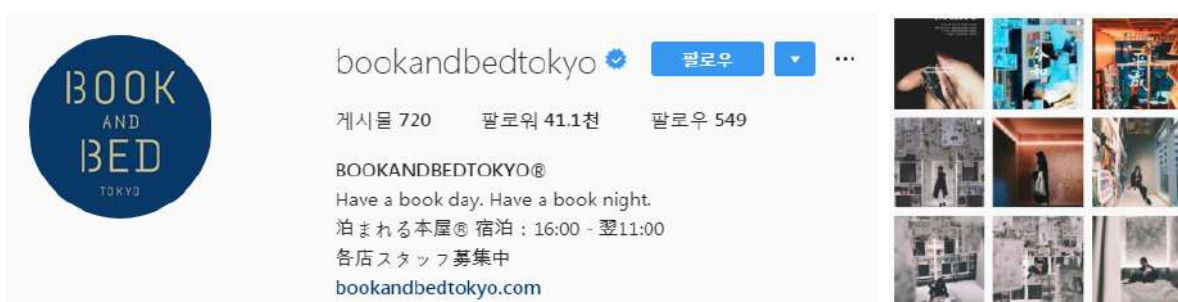 BOOK
AND
BED
TOKYO
bookandbedtokyo 팔로우 ...
게시물 720 팔로워 41.1천 팔로우 549
BOOKANDBEDTOKYO®
Have a book day. Have a book night.
泊まれる本屋® 宿泊：16:00 - 翌11:00
各店スタッフ募集中
bookandbedtokyo.com
令和